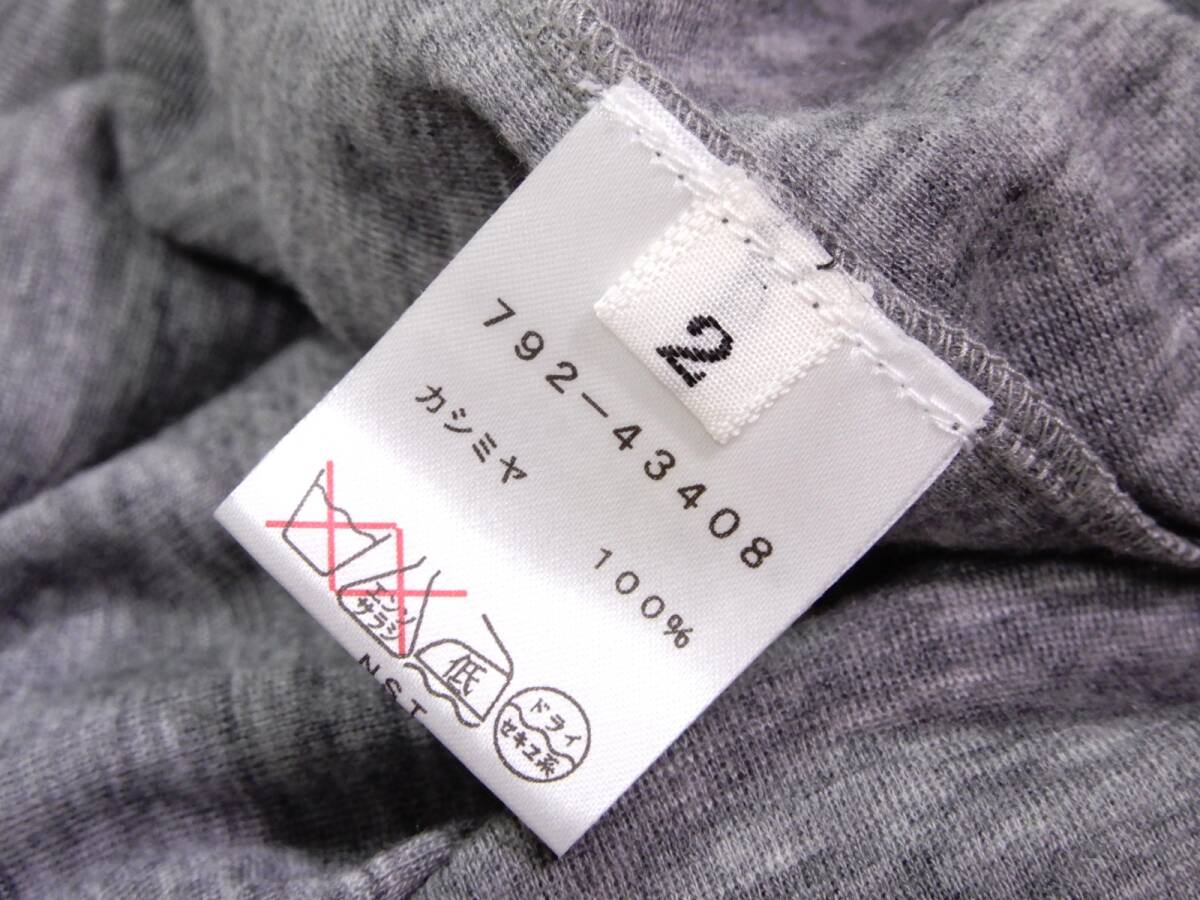 2
792-43408
カシミヤ 100%
エンソ
サラシ
低
ドライ
セキユ系
N.S.T